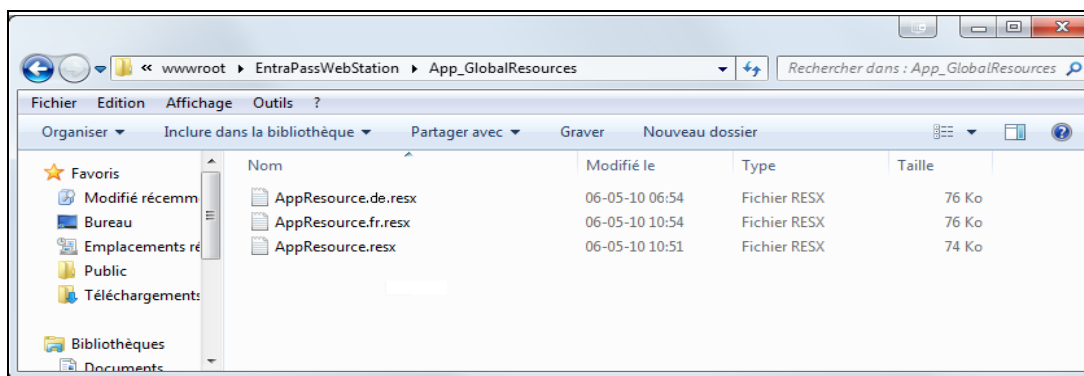 « wwwroot ▸ EntraPassWebStation ▸ App_GlobalResources
Rechercher dans : App_GlobalResources
Fichier Edition Affichage Outils ?
Organiser Inclure dans la bibliothèque Partager avec Graver Nouveau dossier
Nom Modifié le Type Taille
Favoris
Modifié récemm
AppResource.de.resx 06-05-10 06:54 Fichier RESX 76 Ko
Bureau
AppResource.fr.resx 06-05-10 10:54 Fichier RESX 76 Ko
Emplacements ré
AppResource.resx 06-05-10 10:51 Fichier RESX 74 Ko
Public
Téléchargements
Bibliothèques
Documents